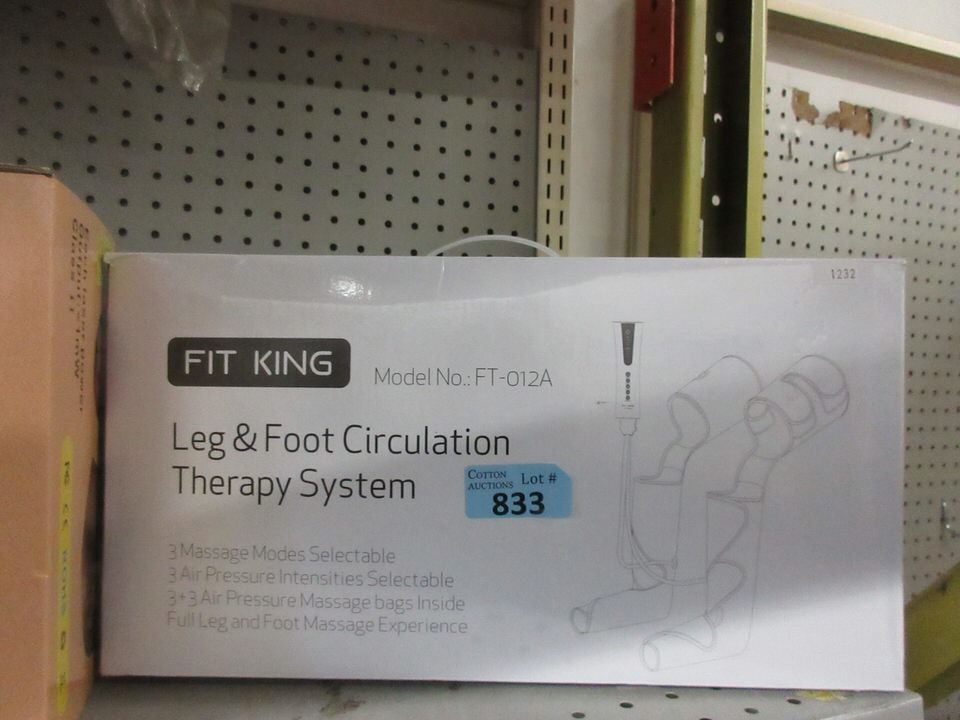 1232
FIT KING
Model No.: FT-012A
Leg & Foot Circulation
Therapy System
COTTON
AUCTIONS
Lot #
833
3 Massage Modes Selectable
3 Air Pressure Intensities Selectable
3+3 Air Pressure Massage bags Inside
Full Leg and Foot Massage Experience